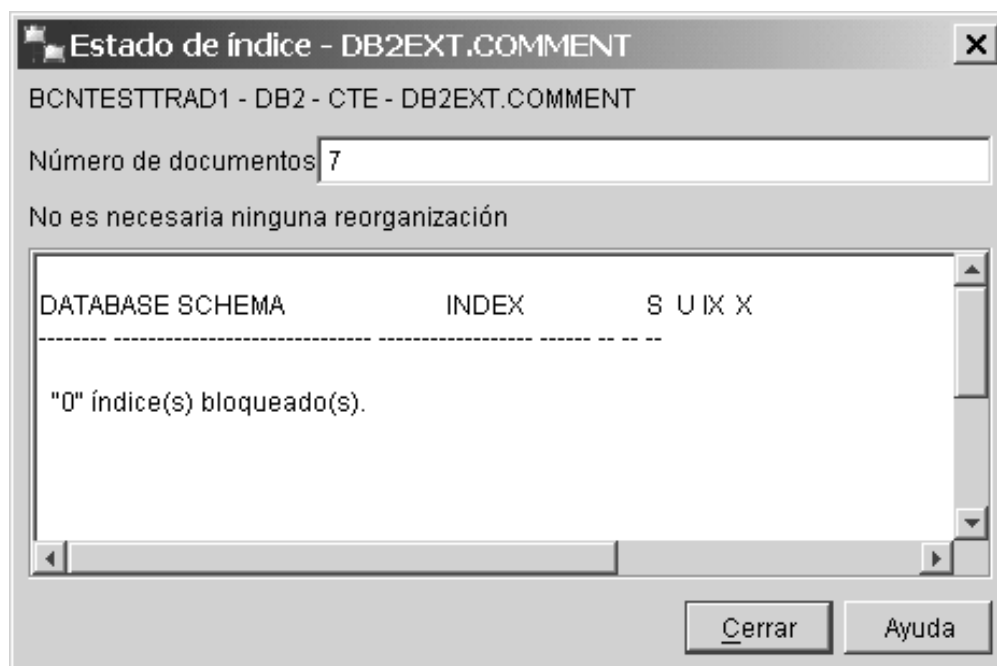 Estado de índice - DB2EXT.COMMENT
BCNTESTTRAD1 - DB2 - CTE - DB2EXT.COMMENT
Número de documentos 7
No es necesaria ninguna reorganización
DATABASE SCHEMA INDEX S U IX X
-------- ------------------------------ ------------------ ------ -- -- --
"0" índice(s) bloqueado(s).
Cerrar Ayuda